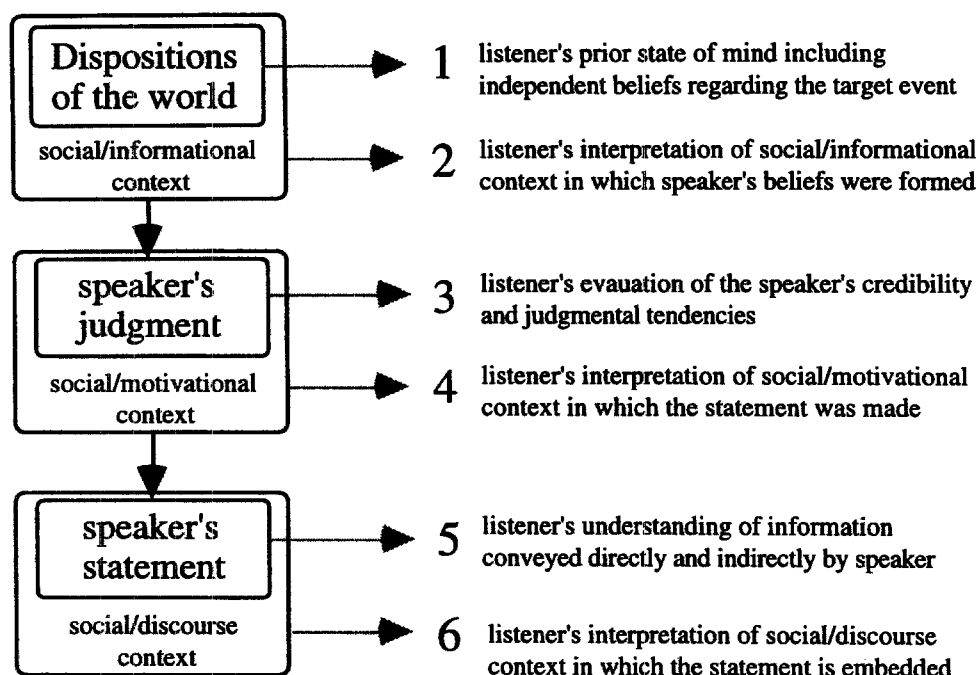 Dispositions
of the world
social/informational
context
1
listener's prior state of mind including
independent beliefs regarding the target event
2
listener's interpretation of social/informational
context in which speaker's beliefs were formed
speaker's
judgment
social/motivational
context
3
listener's evauation of the speaker's credibility
and judgmental tendencies
4
listener's interpretation of social/motivational
context in which the statement was made
speaker's
statement
social/discourse
context
5
listener's understanding of information
conveyed directly and indirectly by speaker
6
listener's interpretation of social/discourse
context in which the statement is embedded